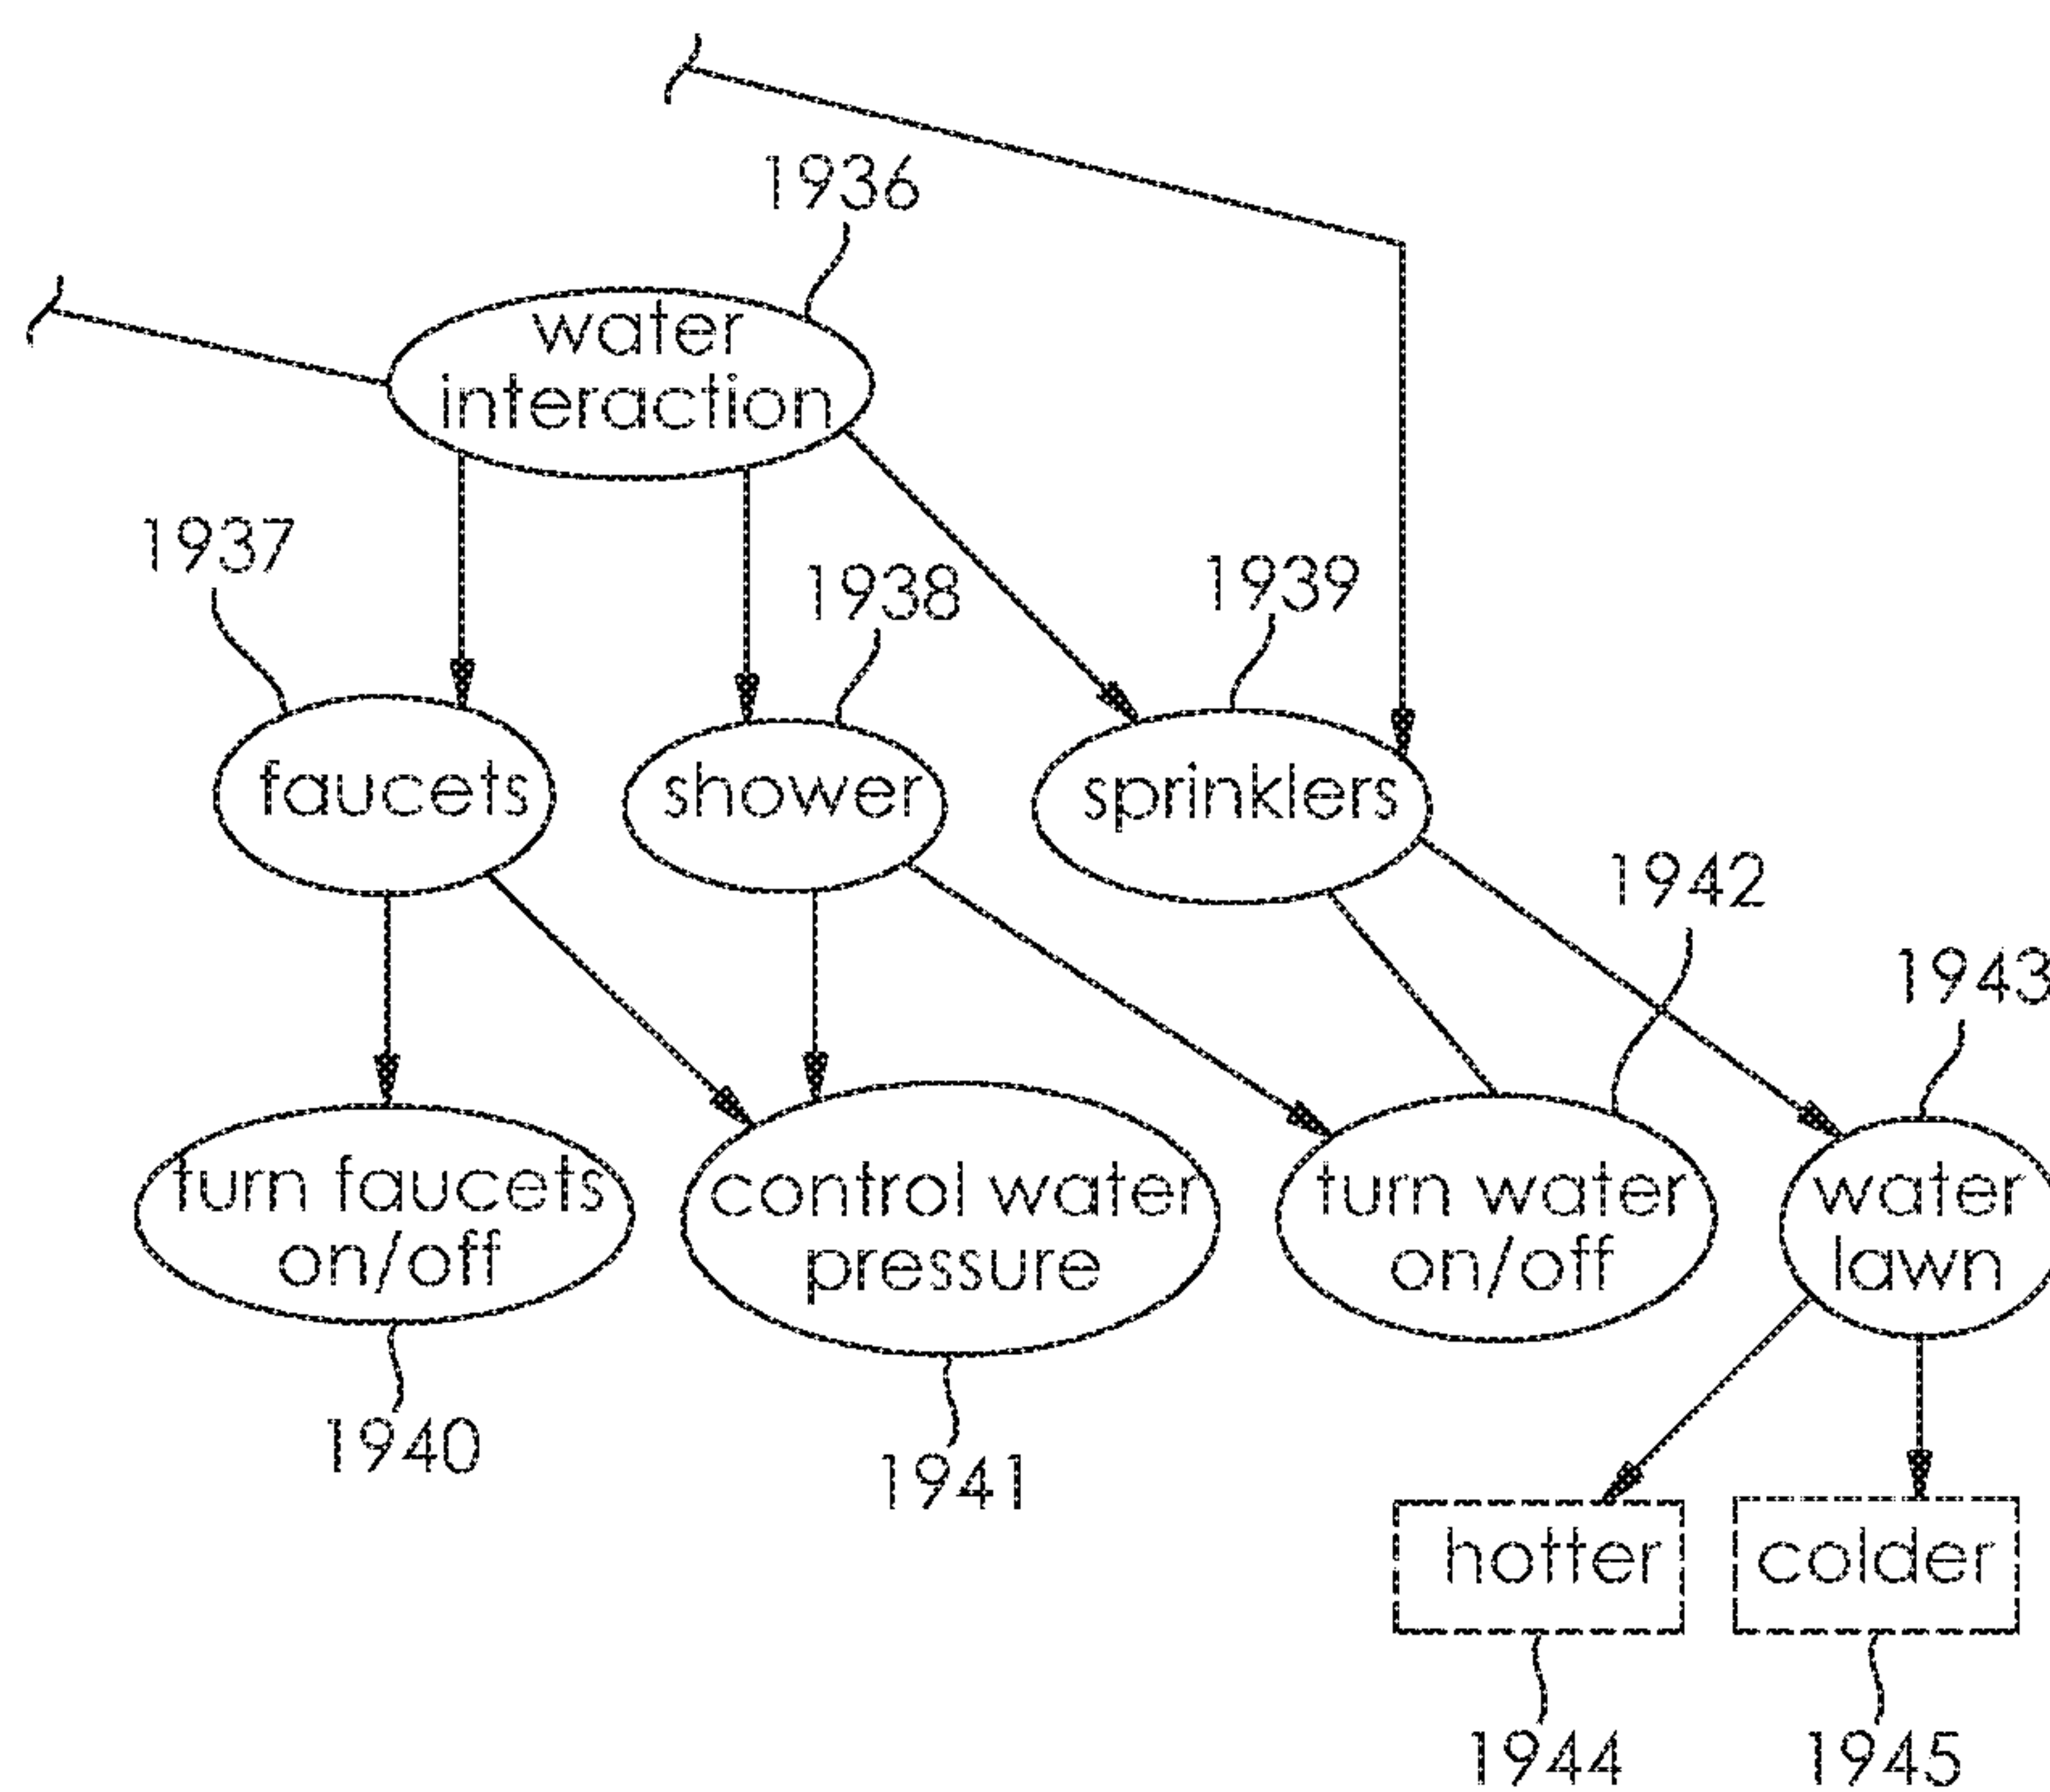 1936
water
interaction
1937
1938
1939
faucets
shower
sprinklers
1942
1943
turn faucets
on/off
control water
pressure
turn water
on/off
water
lawn
1940
1941
hotter
colder
1944
1945